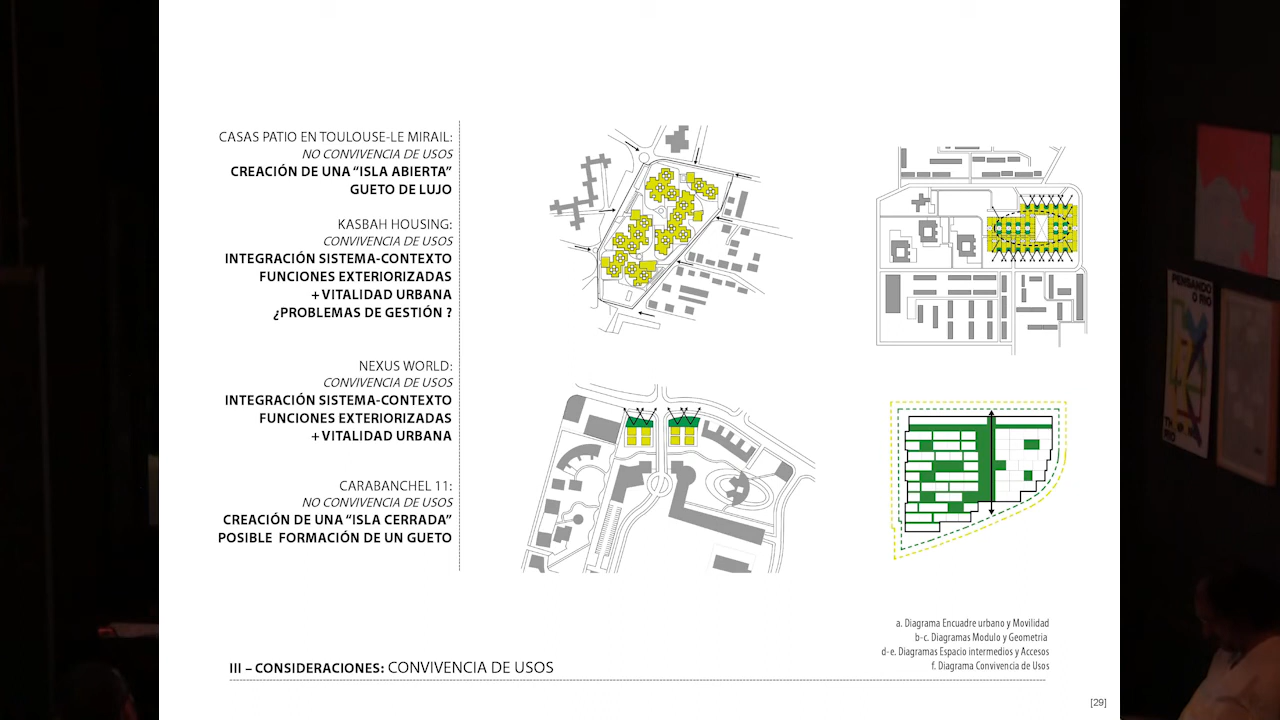 CASAS PATIO EN TOULOUSE-LE MIRAIL:
NO CONVIVENCIA DE USOS
CREACIÓN DE UNA “ISLA ABIERTA”
GUETO DE LUJO
KASBAH HOUSING:
CONVIVENCIA DE USOS
INTEGRACIÓN SISTEMA-CONTEXTO
FUNCIONES EXTERIORIZADAS
+ VITALIDAD URBANA
¿PROBLEMAS DE GESTIÓN ?
NEXUS WORLD:
CONVIVENCIA DE USOS
INTEGRACIÓN SISTEMA-CONTEXTO
FUNCIONES EXTERIORIZADAS
+ VITALIDAD URBANA
CARABANCHEL 11:
NO CONVIVENCIA DE USOS
CREACIÓN DE UNA “ISLA CERRADA”
POSIBLE FORMACIÓN DE UN GUETO
a. Diagrama Encuadre urbano y Movilidad
b-c. Diagramas Modulo y Geometria
d-e. Diagramas Espacio intermedios y Accesos
f. Diagrama Convivencia de Usos
III – CONSIDERACIONES: CONVIVENCIA DE USOS
[29]
PENSANDO
O RIO